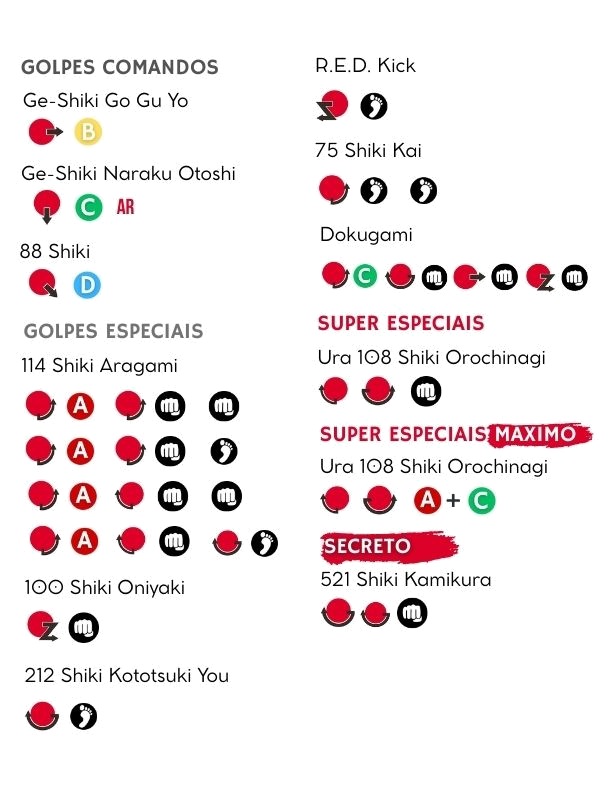 GOLPES COMANDOS
Ge-Shiki Go Gu Yo
B
Ge-Shiki Naraku Otoshi
C AR
88 Shiki
D
GOLPES ESPECIAIS
114 Shiki Aragami
A
A
A
A
100 Shiki Oniyaki
212 Shiki Kototsuki You
R.E.D. Kick
75 Shiki Kai
Dokugami
C
SUPER ESPECIAIS
Ura 108 Shiki Orochinagi
SUPER ESPECIAIS MAXIMO
Ura 108 Shiki Orochinagi
A + C
SECRETO
521 Shiki Kamikura